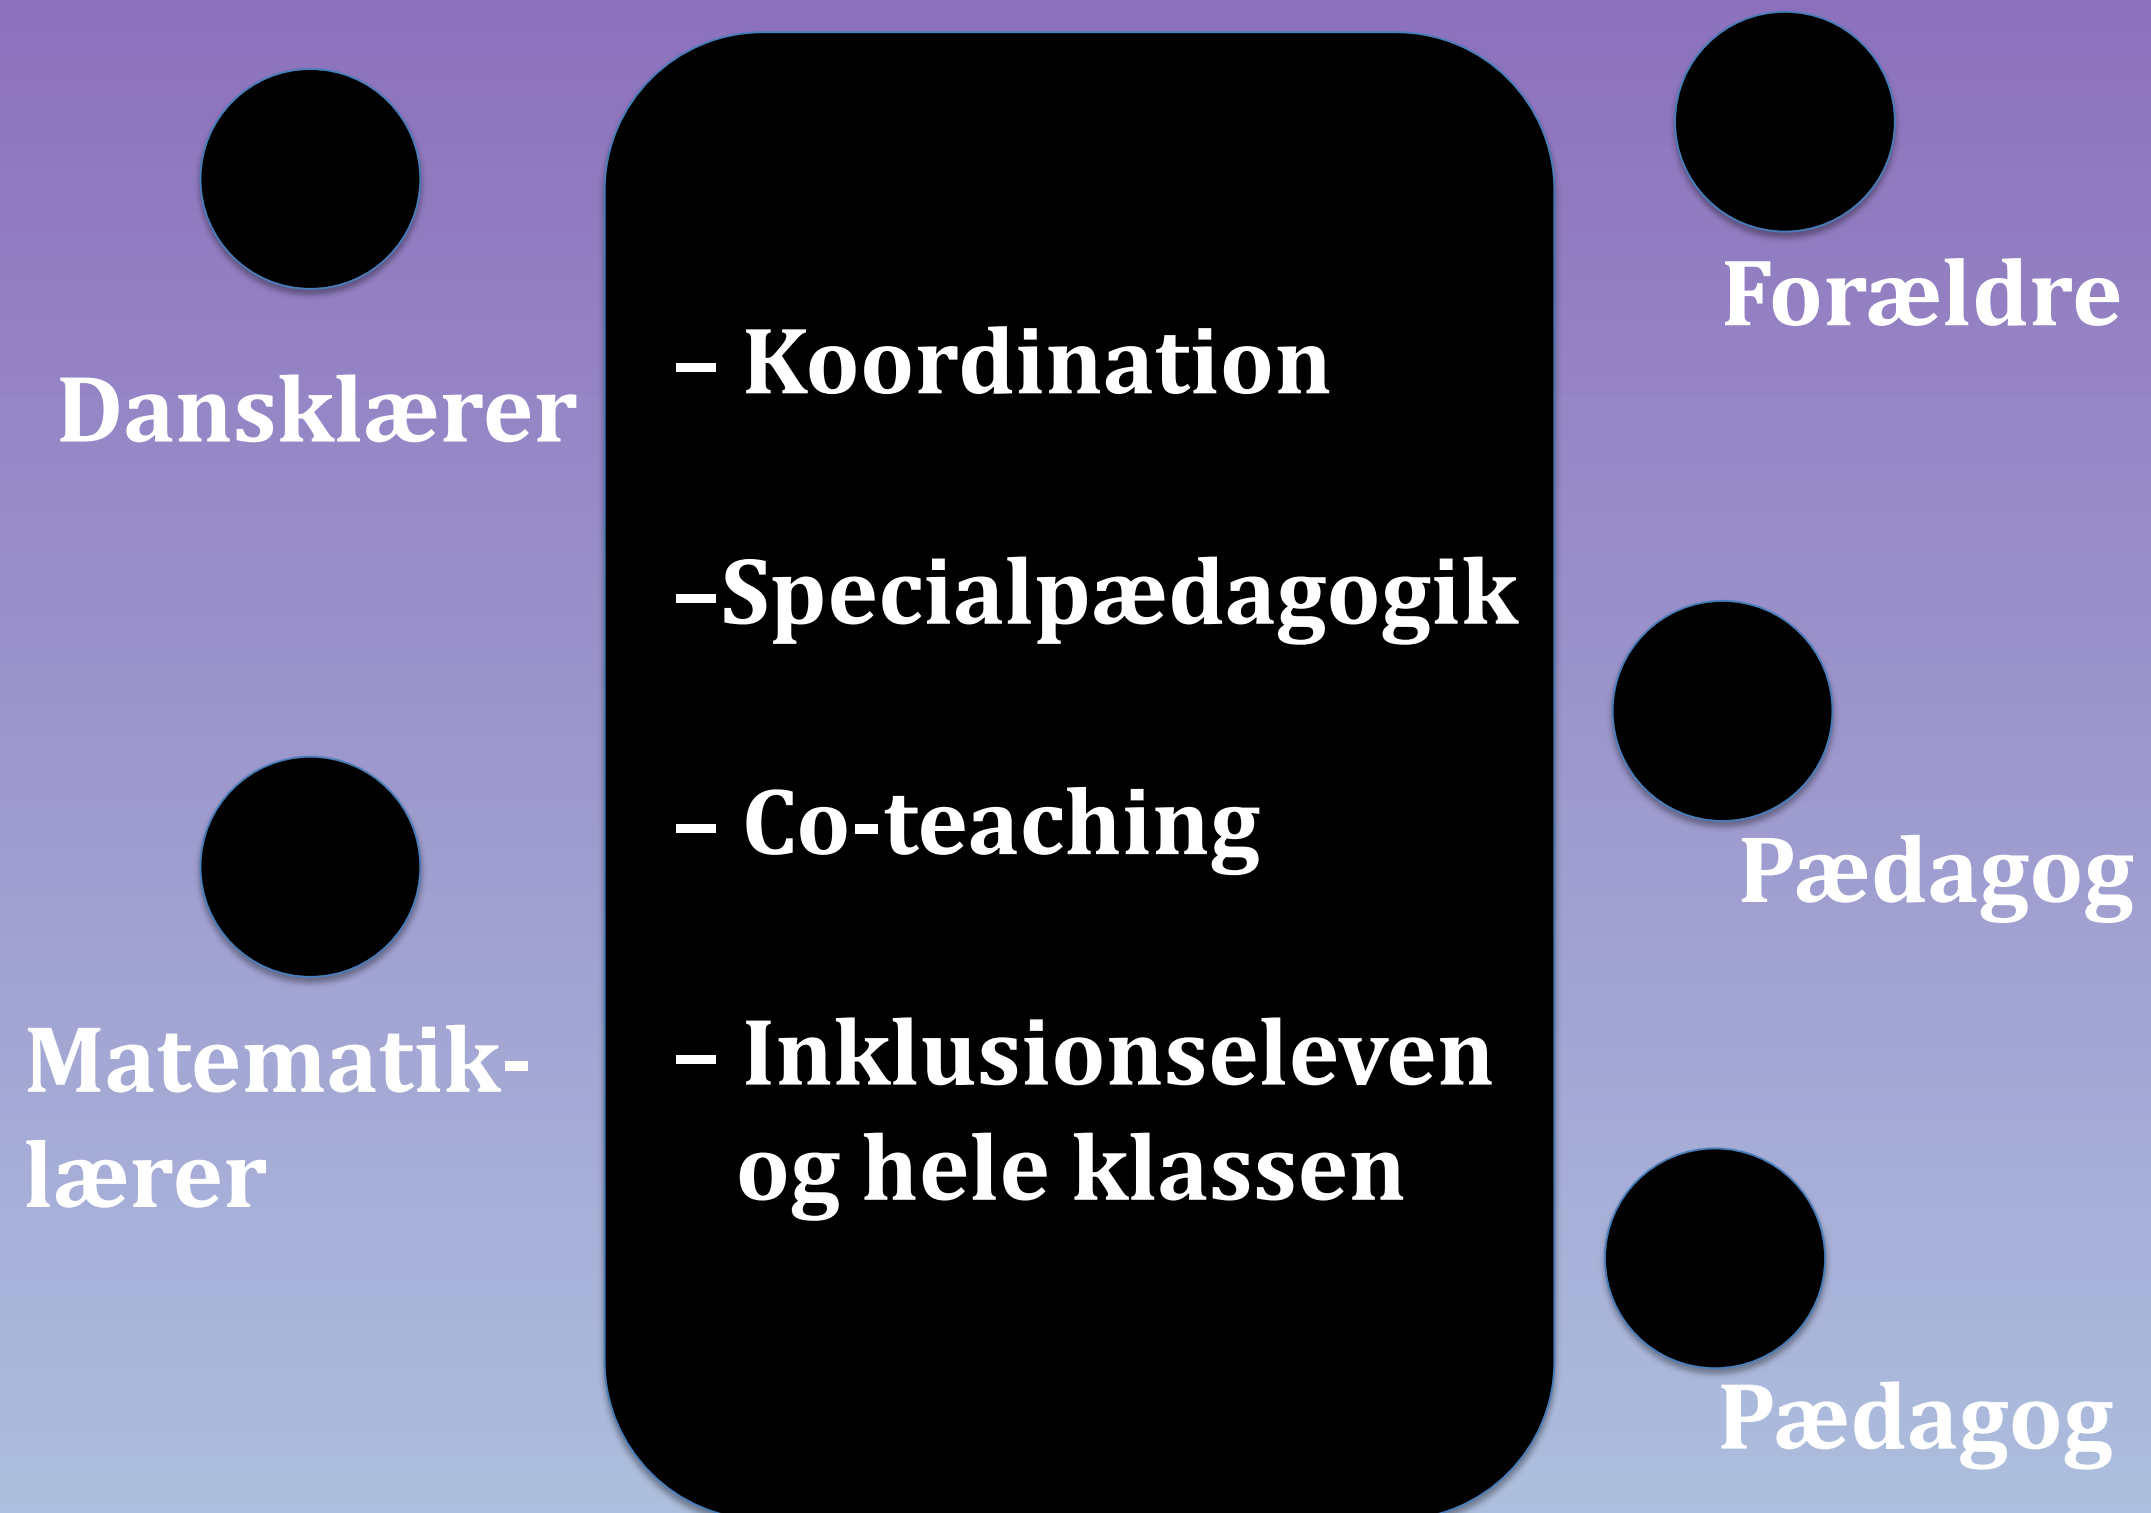 Dansklærer
Matematik-
lærer
– Koordination
–Specialpædagogik
– Co-teaching
– Inklusionseleven
og hele klassen
Forældre
Pædagog
Pædagog